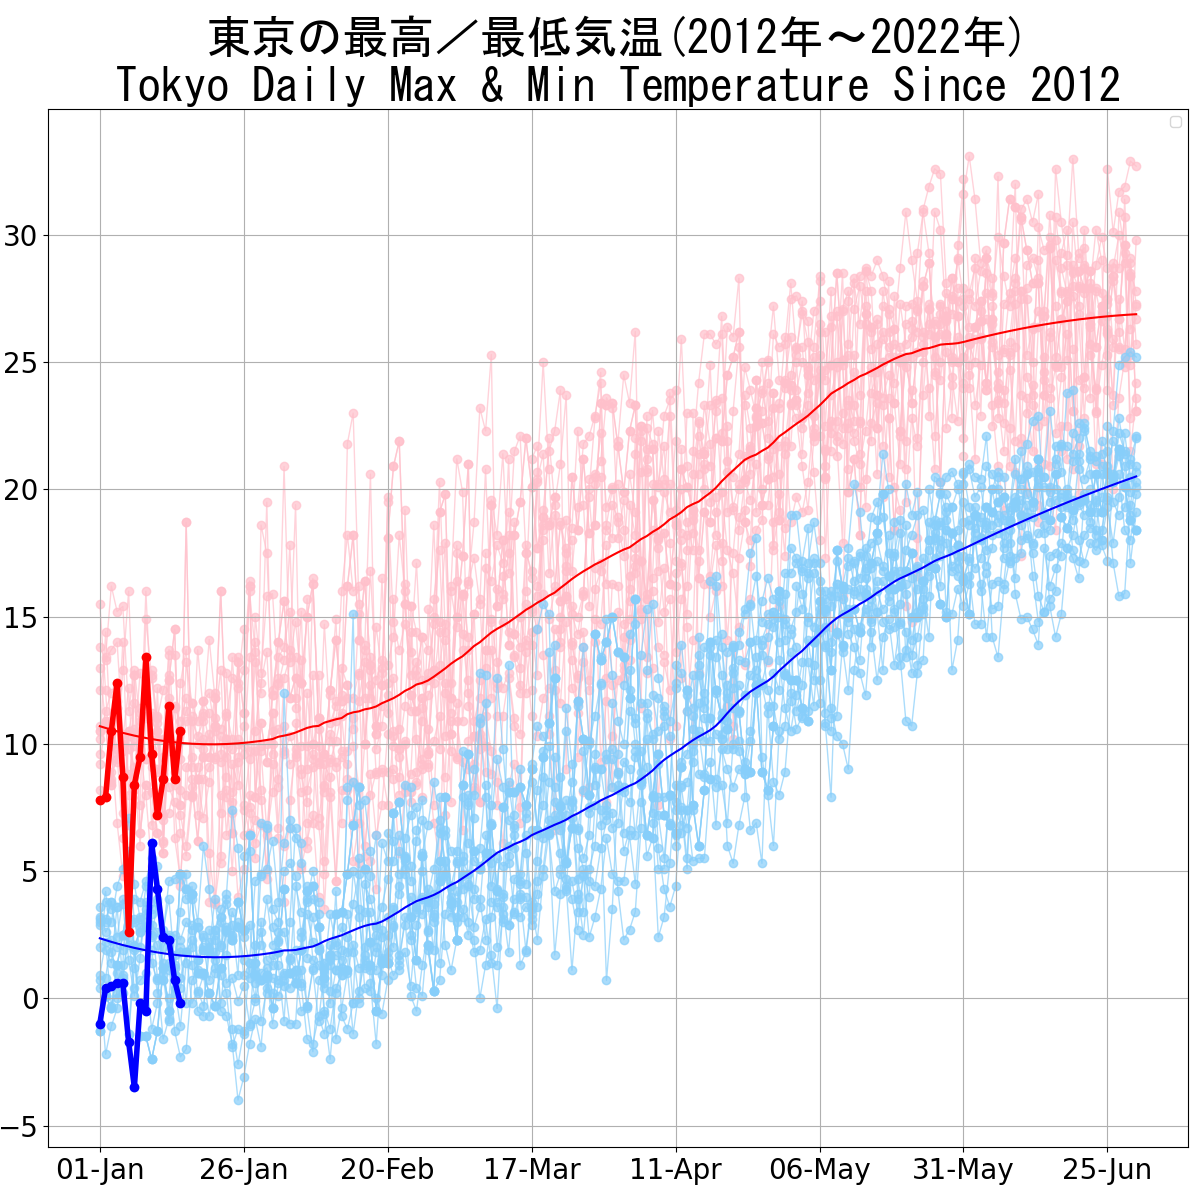 東京の最高／最低気温(2012年～2022年)
Tokyo Daily Max & Min Temperature Since 2012
30
25
20
15
10
5
0
−5
01-Jan 26-Jan 20-Feb 17-Mar 11-Apr 06-May 31-May 25-Jun